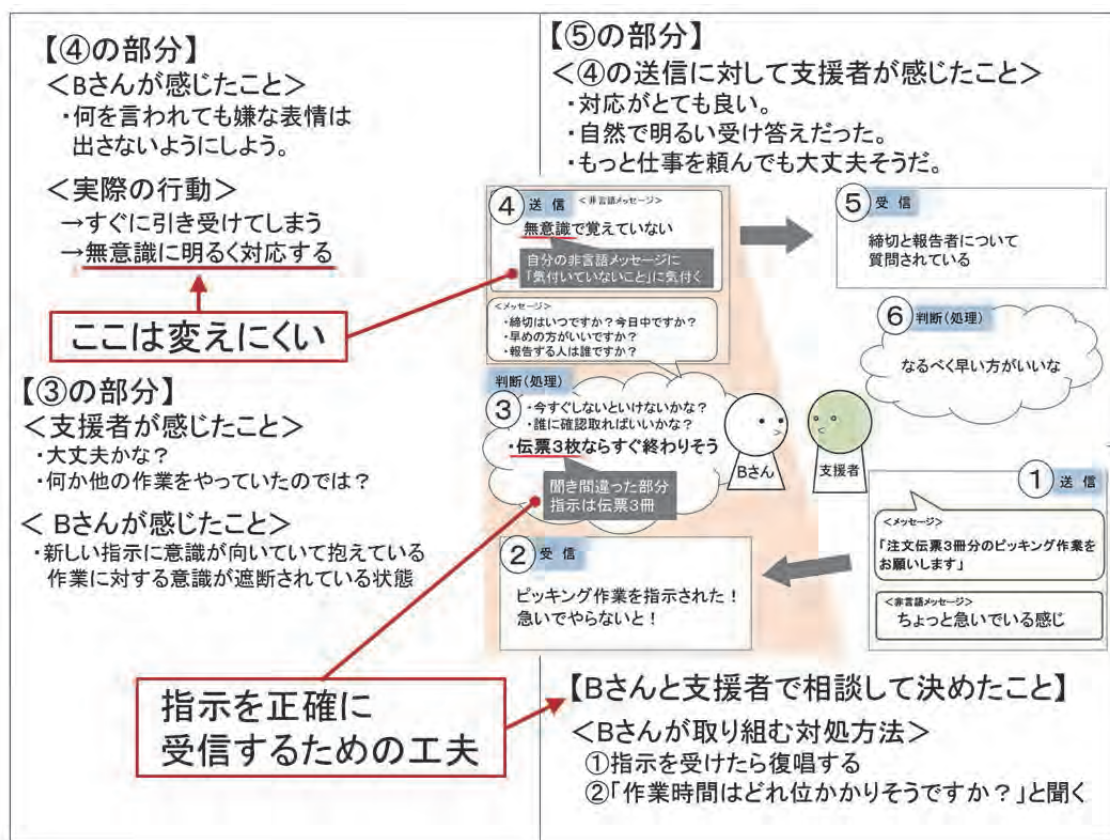 【④の部分】
＜Bさんが感じたこと＞
・何を言われても嫌な表情は
出さないようにしよう。
＜実際の行動＞
→すぐに引き受けてしまう
→無意識に明るく対応する
ここは変えにくい
【③の部分】
＜支援者が感じたこと＞
・大丈夫かな？
・何か他の作業をやっていたのでは？
＜ Bさんが感じたこと＞
・新しい指示に意識が向いていて抱えている
作業に対する意識が遮断されている状態
指示を正確に
受信するための工夫
【⑤の部分】
＜④の送信に対して支援者が感じたこと＞
・対応がとても良い。
・自然で明るい受け答えだった。
・もっと仕事を頼んでも大丈夫そうだ。
④ 送信 ＜非言語メッセージ＞
無意識で覚えていない
自分の非言語メッセージに
「気付いていないこと」に気付く
＜メッセージ＞
・締切はいつですか？今日中ですか？
・早めの方がいいですか？
・報告する人は誰ですか？
⑤ 受信
締切と報告者について
質問されている
⑥ 判断(処理)
なるべく早い方がいいな
判断(処理)
③ ・今すぐしないといけないかな？
・誰に確認取ればいいかな？
・伝票3枚ならすぐ終わりそう
聞き間違った部分
指示は伝票3冊
Bさん
支援者
① 送信
＜メッセージ＞
「注文伝票3冊分のピッキング作業を
お願いします」
＜非言語メッセージ＞
ちょっと急いでいる感じ
② 受信
ピッキング作業を指示された！
急いでやらないと！
【Bさんと支援者で相談して決めたこと】
＜Bさんが取り組む対処方法＞
①指示を受けたら復唱する
②「作業時間はどれ位かかりそうですか？」と聞く